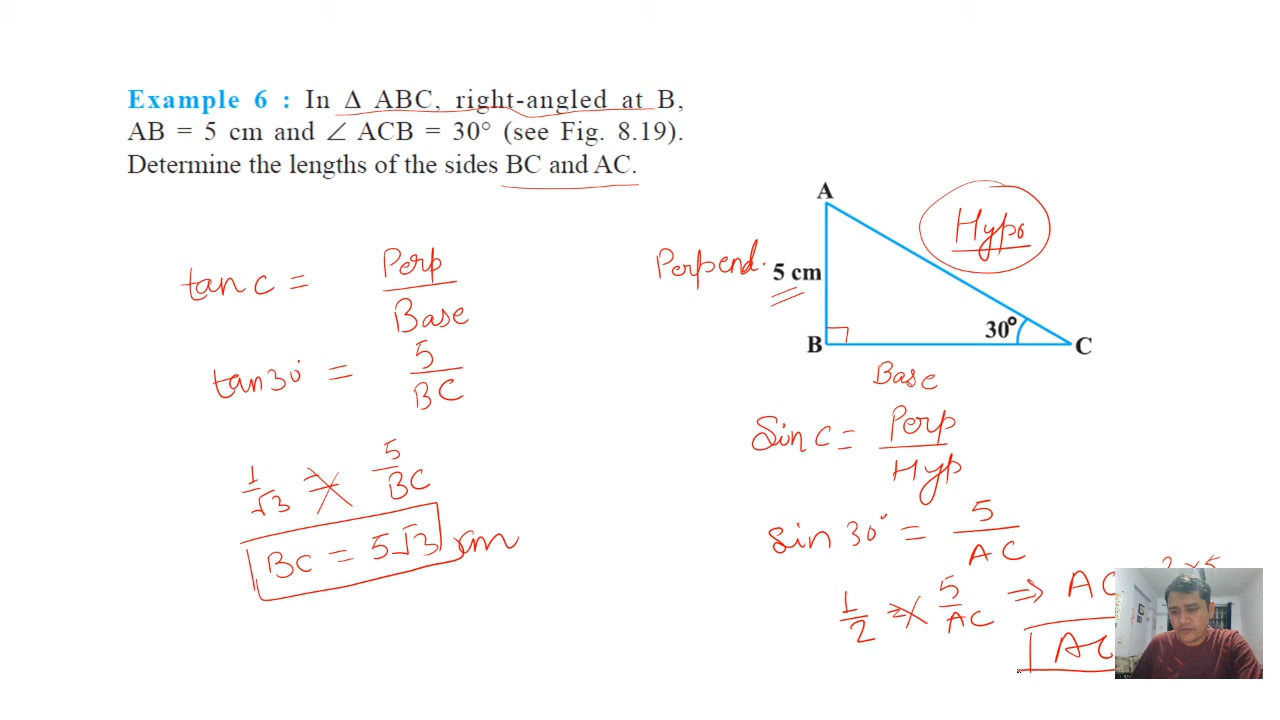 Example 6 : In Δ ABC, right-angled at B,
AB = 5 cm and ∠ ACB = 30° (see Fig. 8.19).
Determine the lengths of the sides BC and AC.
A
Hypo
Perpend.
5 cm
30°
B
C
Base
tan C = Perp / Base
tan 30° = 5 / BC
1/√3 = 5/BC
BC = 5√3 cm
Sin C = Perp / Hyp
Sin 30° = 5 / AC
1/2 = 5/AC ⇒ AC
AC